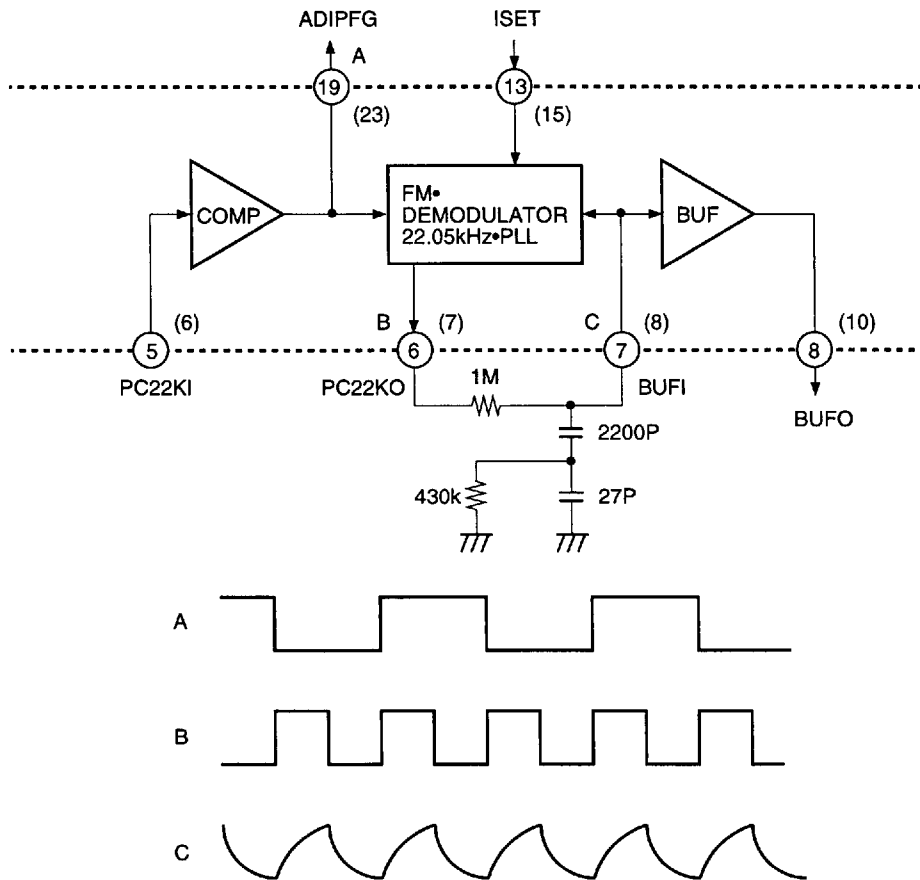 ADIPFG
ISET
A
19
13
(23)
(15)
COMP
FM•
DEMODULATOR
22.05kHz•PLL
BUF
(6)
B
(7)
C
(8)
(10)
5
6
7
8
PC22KI
PC22KO
1M
BUFI
BUFO
2200P
430k
27P
A
B
C